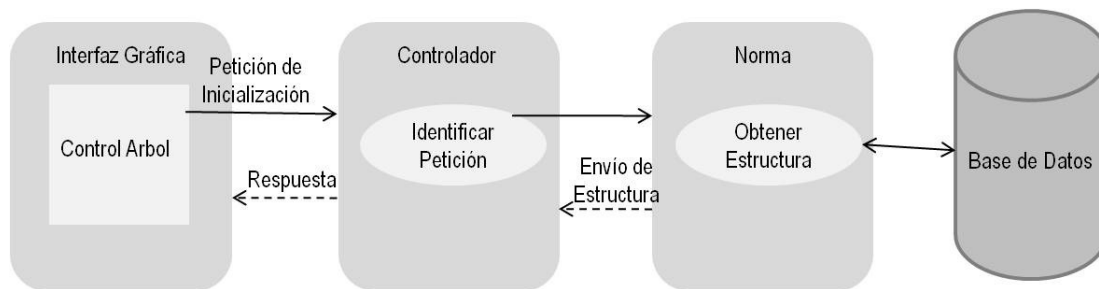 Interfaz Gráfica
Petición de
Inicialización
Control Arbol
Respuesta
Controlador
Identificar
Petición
Envío de
Estructura
Norma
Obtener
Estructura
Base de Datos